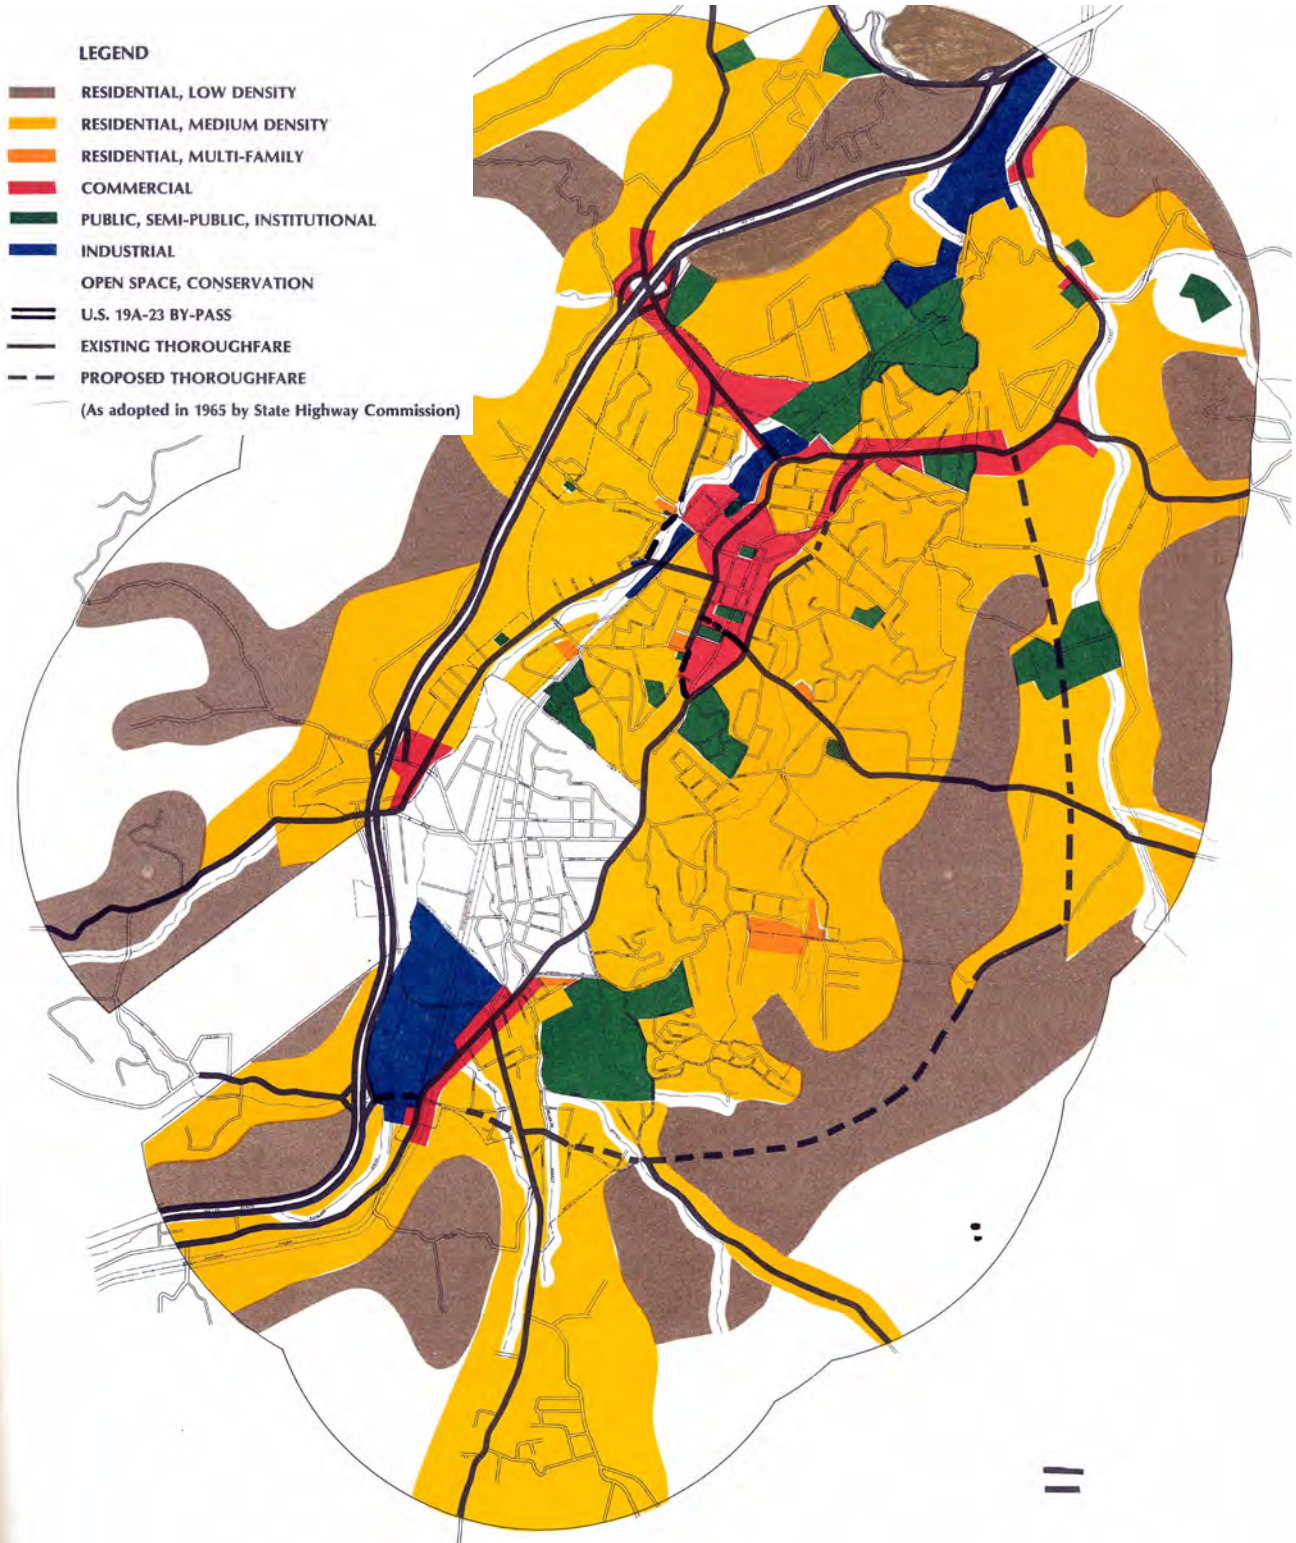 LEGEND
RESIDENTIAL, LOW DENSITY
RESIDENTIAL, MEDIUM DENSITY
RESIDENTIAL, MULTI-FAMILY
COMMERCIAL
PUBLIC, SEMI-PUBLIC, INSTITUTIONAL
INDUSTRIAL
OPEN SPACE, CONSERVATION
U.S. 19A-23 BY-PASS
EXISTING THOROUGHFARE
PROPOSED THOROUGHFARE
(As adopted in 1965 by State Highway Commission)